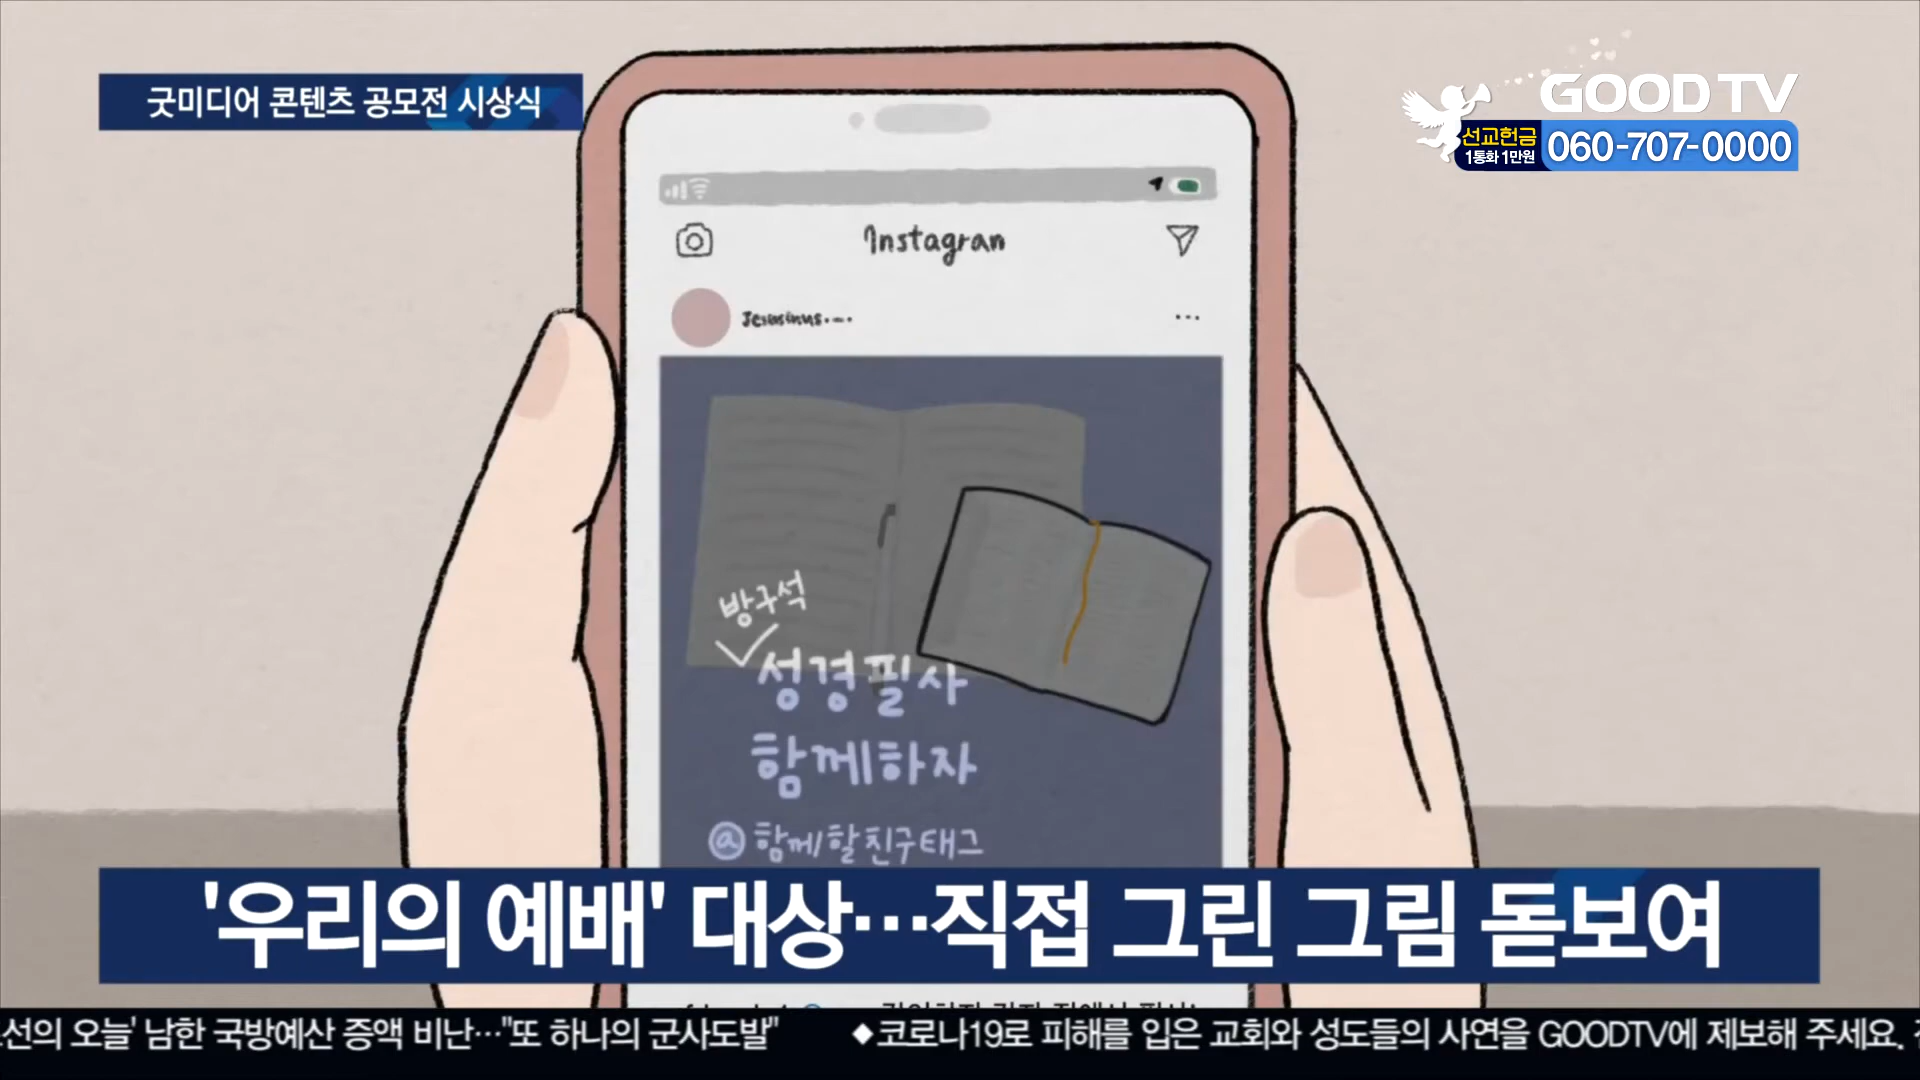 굿미디어 콘텐츠 공모전 시상식
GOODTV
선교헌금
1통화 1만원
060-707-0000
Instagran
방구석
성경필사
함께하자
@ 함께할친구태그
'우리의 예배' 대상…직접 그린 그림 돋보여
선의 오늘' 남한 국방예산 증액 비난…"또 하나의 군사도발" ◆코로나19로 피해를 입은 교회와 성도들의 사연을 GOODTV에 제보해 주세요.